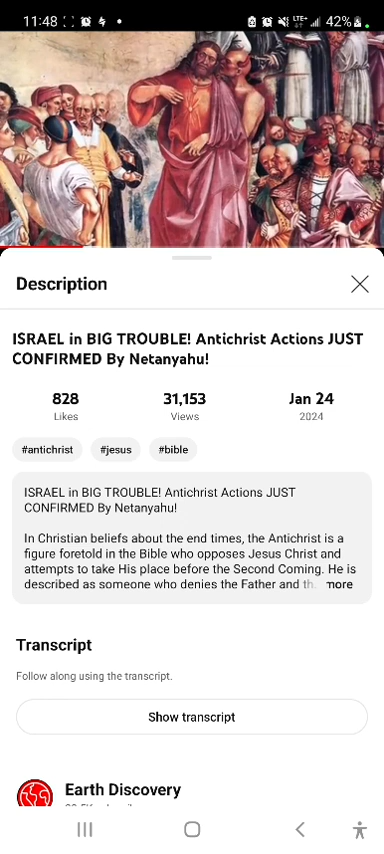 11:48
LTE+ 42%
Description
ISRAEL in BIG TROUBLE! Antichrist Actions JUST
CONFIRMED By Netanyahu!
828 31,153 Jan 24
Likes Views 2024
#antichrist #jesus #bible
ISRAEL in BIG TROUBLE! Antichrist Actions JUST
CONFIRMED By Netanyahu!
In Christian beliefs about the end times, the Antichrist is a
figure foretold in the Bible who opposes Jesus Christ and
attempts to take His place before the Second Coming. He is
described as someone who denies the Father and th. more
Transcript
Follow along using the transcript.
Show transcript
Earth Discovery